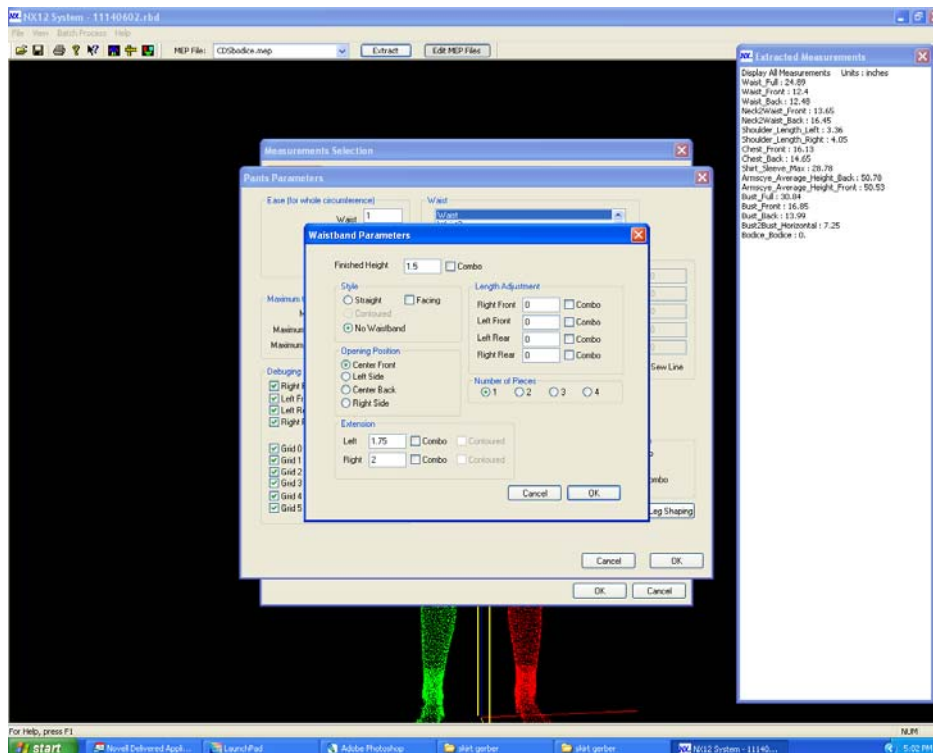 NX12 System - 11140602.rbd
File View Batch Process Help
MEP File: CDSbodice.mep Extract Edit MEP Files
Extracted Measurements
Display All Measurements Units : inches
Waist_Full : 24.89
Waist_Front : 12.4
Waist_Back : 12.48
Neck2Waist_Front : 13.65
Neck2Waist_Back : 16.45
Shoulder_Length_Left : 3.36
Shoulder_Length_Right : 4.05
Chest_Front : 16.13
Chest_Back : 14.65
Shirt_Sleeve_Max : 28.78
Armscye_Average_Height_Back : 50.78
Armscye_Average_Height_Front : 50.53
Bust_Full : 30.84
Bust_Front : 16.85
Bust_Back : 13.99
Bust2Bust_Horizontal : 7.25
Bodice_Bodice : 0.
Measurements Selection
Pants Parameters
Ease (for whole circumference)
Waist 1
Waist
Waist
Maximum
Maximum
Maximum
Debuging
Right
Left Fr
Left R
Right
Grid 0
Grid 1
Grid 2
Grid 3
Grid 4
Grid 5
Sew Line
ombo
Leg Shaping
Cancel OK
OK Cancel
Waistband Parameters
Finished Height 1.5 Combo
Style
Straight Facing
Contoured
No Waistband
Opening Position
Center Front
Left Side
Center Back
Right Side
Length Adjustment
Right Front 0 Combo
Left Front 0 Combo
Left Rear 0 Combo
Right Rear 0 Combo
Number of Pieces
1 2 3 4
Extension
Left 1.75 Combo Contoured
Right 2 Combo Contoured
Cancel OK
For Help, press F1
NUM
start Novell Delivered Appli... LaunchPad Adobe Photoshop skirt gerber skirt gerber NX12 System - 11140... 5:02 PM